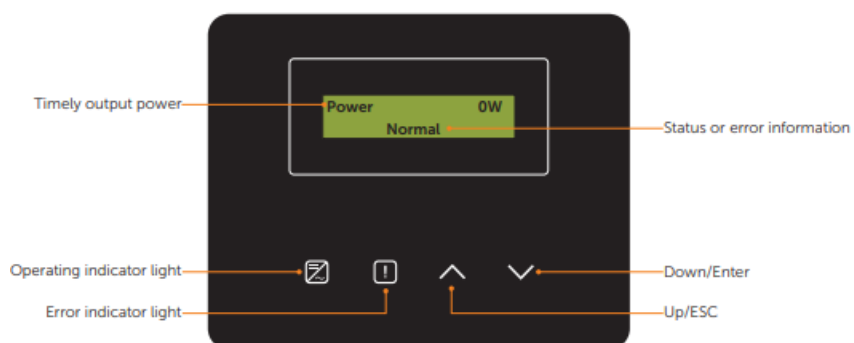 Timely output power
Power 0W
Normal
Status or error information
Operating indicator light
Error indicator light
Down/Enter
Up/ESC